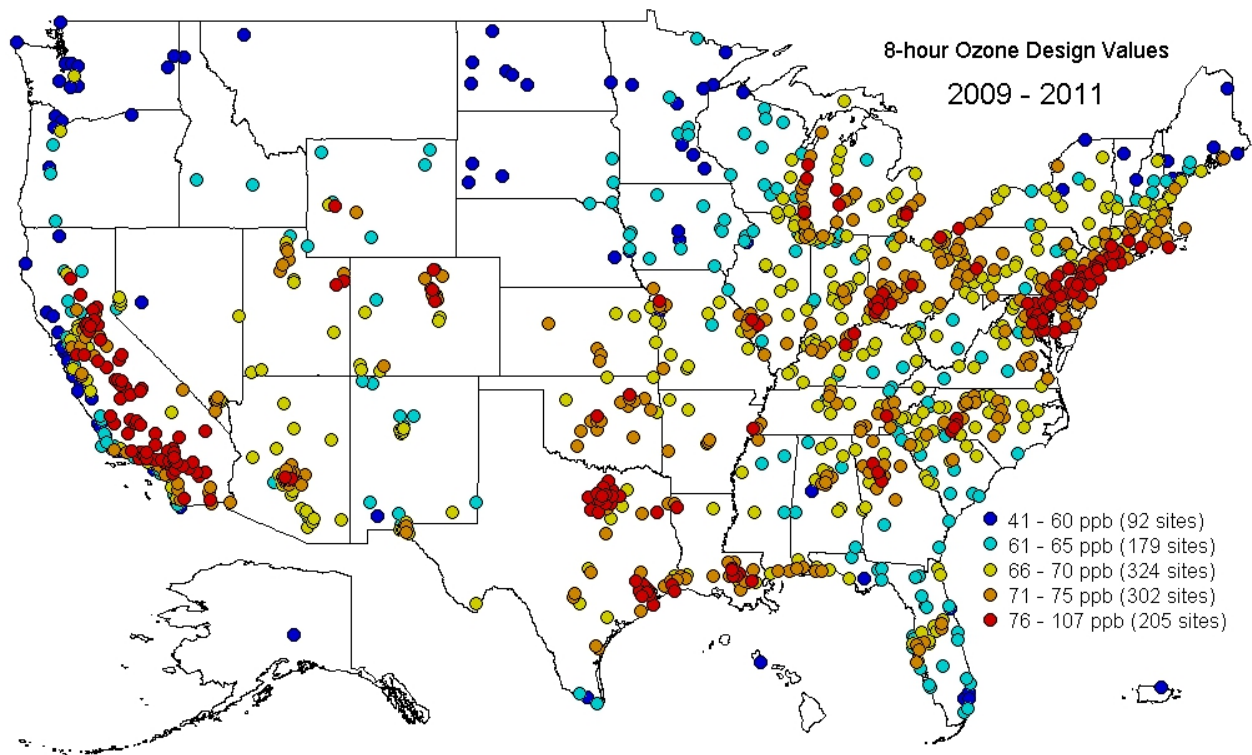 8-hour Ozone Design Values
2009 - 2011
41 - 60 ppb (92 sites)
61 - 65 ppb (179 sites)
66 - 70 ppb (324 sites)
71 - 75 ppb (302 sites)
76 - 107 ppb (205 sites)